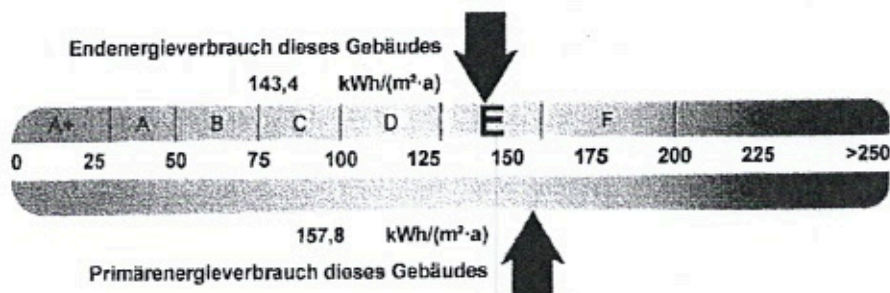 Endenergieverbrauch dieses Gebäudes
143,4 kWh/(m²·a)
A+ A B C D E F
0 25 50 75 100 125 150 175 200 225 >250
157,8 kWh/(m²·a)
Primärenergieverbrauch dieses Gebäudes